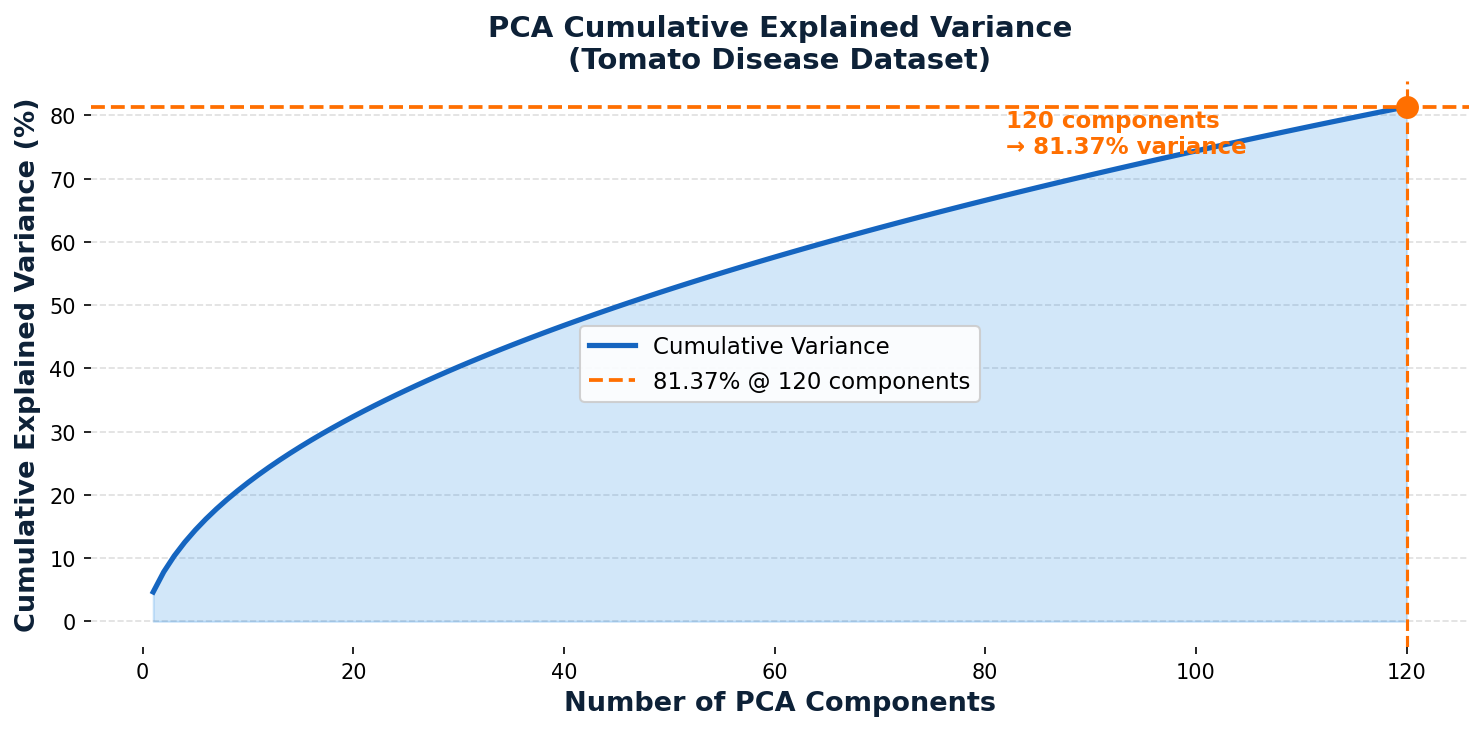 PCA Cumulative Explained Variance
(Tomato Disease Dataset)
Cumulative Explained Variance (%)
80
70
60
50
40
30
20
10
0
120 components
→ 81.37% variance
Cumulative Variance
81.37% @ 120 components
0
20
40
60
80
100
120
Number of PCA Components